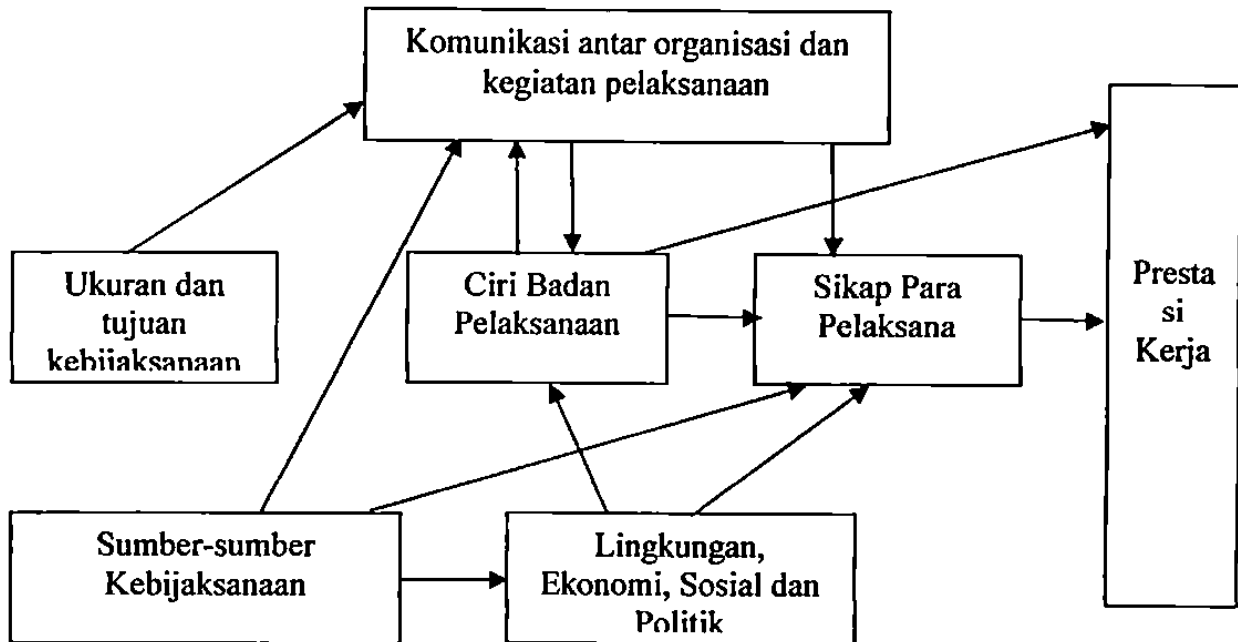 Komunikasi antar organisasi dan
kegiatan pelaksanaan
Ukuran dan
tujuan
kebijaksanaan
Ciri Badan
Pelaksanaan
Sikap Para
Pelaksana
Presta
si
Kerja
Sumber-sumber
Kebijaksanaan
Lingkungan,
Ekonomi, Sosial dan
Politik